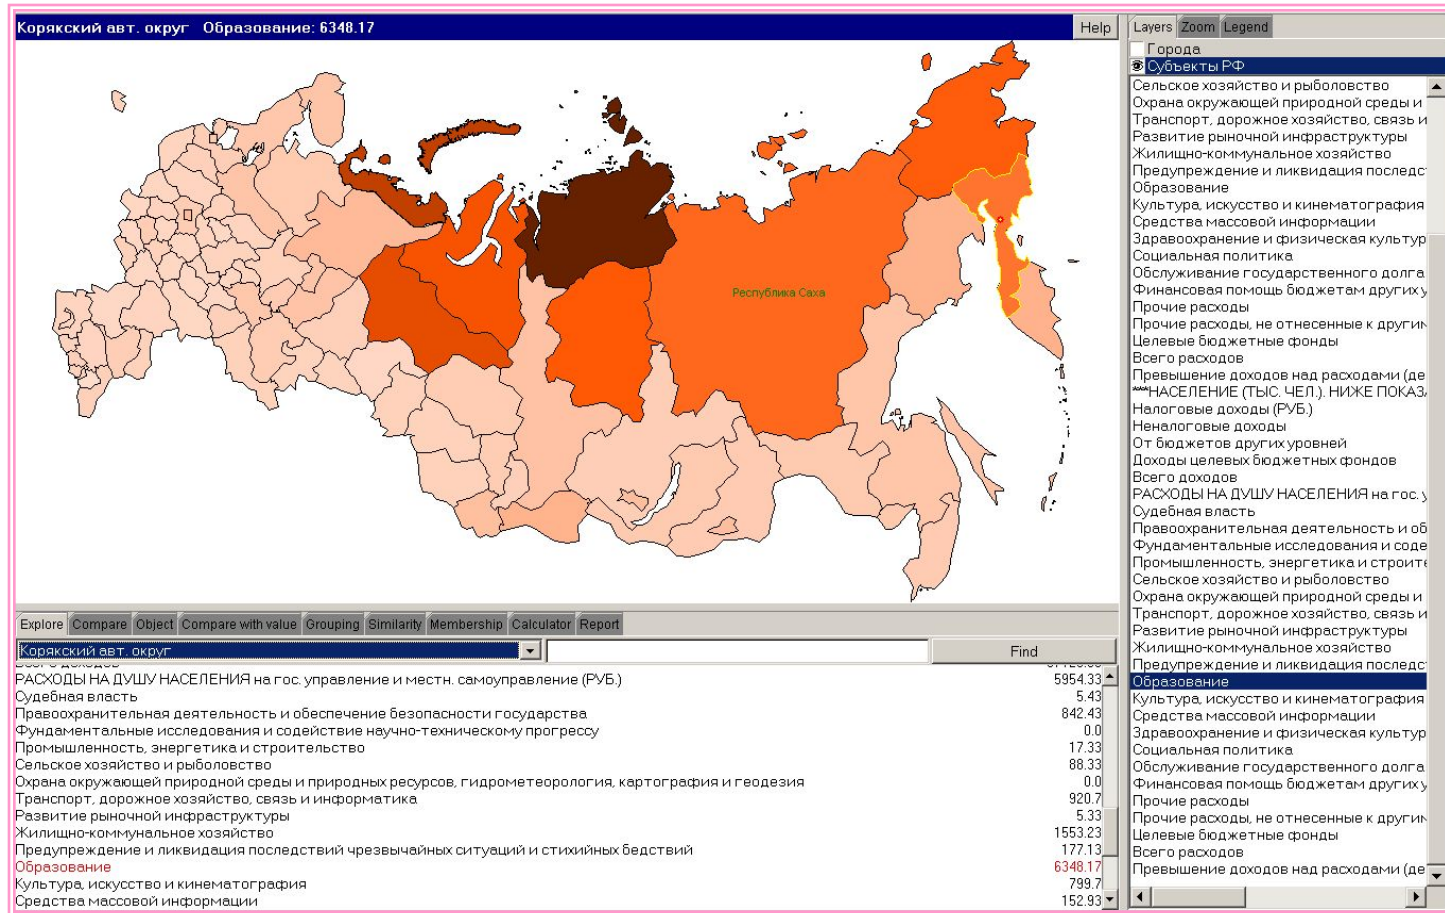 Корякский авт. округ   Образование: 6348.17
Help
Республика Саха
Explore Compare Object Compare with value Grouping Similarity Membership Calculator Report
Корякский авт. округ
Find
РАСХОДЫ НА ДУШУ НАСЕЛЕНИЯ на гос. управление и местн. самоуправление (РУБ.) 5954.33
Судебная власть 5.43
Правоохранительная деятельность и обеспечение безопасности государства 842.43
Фундаментальные исследования и содействие научно-техническому прогрессу 0.0
Промышленность, энергетика и строительство 17.33
Сельское хозяйство и рыболовство 88.33
Охрана окружающей природной среды и природных ресурсов, гидрометеорология, картография и геодезия 0.0
Транспорт, дорожное хозяйство, связь и информатика 920.7
Развитие рыночной инфраструктуры 5.33
Жилищно-коммунальное хозяйство 1553.23
Предупреждение и ликвидация последствий чрезвычайных ситуаций и стихийных бедствий 177.13
Образование 6348.17
Культура, искусство и кинематография 799.7
Средства массовой информации 152.93
Layers Zoom Legend
Города
Субъекты РФ
Сельское хозяйство и рыболовство
Охрана окружающей природной среды и
Транспорт, дорожное хозяйство, связь и
Развитие рыночной инфраструктуры
Жилищно-коммунальное хозяйство
Предупреждение и ликвидация последс
Образование
Культура, искусство и кинематография
Средства массовой информации
Здравоохранение и физическая культур
Социальная политика
Обслуживание государственного долга
Финансовая помощь бюджетам других у
Прочие расходы
Прочие расходы, не отнесенные к другим
Целевые бюджетные фонды
Всего расходов
Превышение доходов над расходами (де
***НАСЕЛЕНИЕ (ТЫС. ЧЕЛ.). НИЖЕ ПОКАЗА
Налоговые доходы (РУБ.)
Неналоговые доходы
От бюджетов других уровней
Доходы целевых бюджетных фондов
Всего доходов
РАСХОДЫ НА ДУШУ НАСЕЛЕНИЯ на гос. у
Судебная власть
Правоохранительная деятельность и об
Фундаментальные исследования и соде
Промышленность, энергетика и строите
Сельское хозяйство и рыболовство
Охрана окружающей природной среды и
Транспорт, дорожное хозяйство, связь и
Развитие рыночной инфраструктуры
Жилищно-коммунальное хозяйство
Предупреждение и ликвидация последс
Образование
Культура, искусство и кинематография
Средства массовой информации
Здравоохранение и физическая культур
Социальная политика
Обслуживание государственного долга
Финансовая помощь бюджетам других у
Прочие расходы
Прочие расходы, не отнесенные к другим
Целевые бюджетные фонды
Всего расходов
Превышение доходов над расходами (де